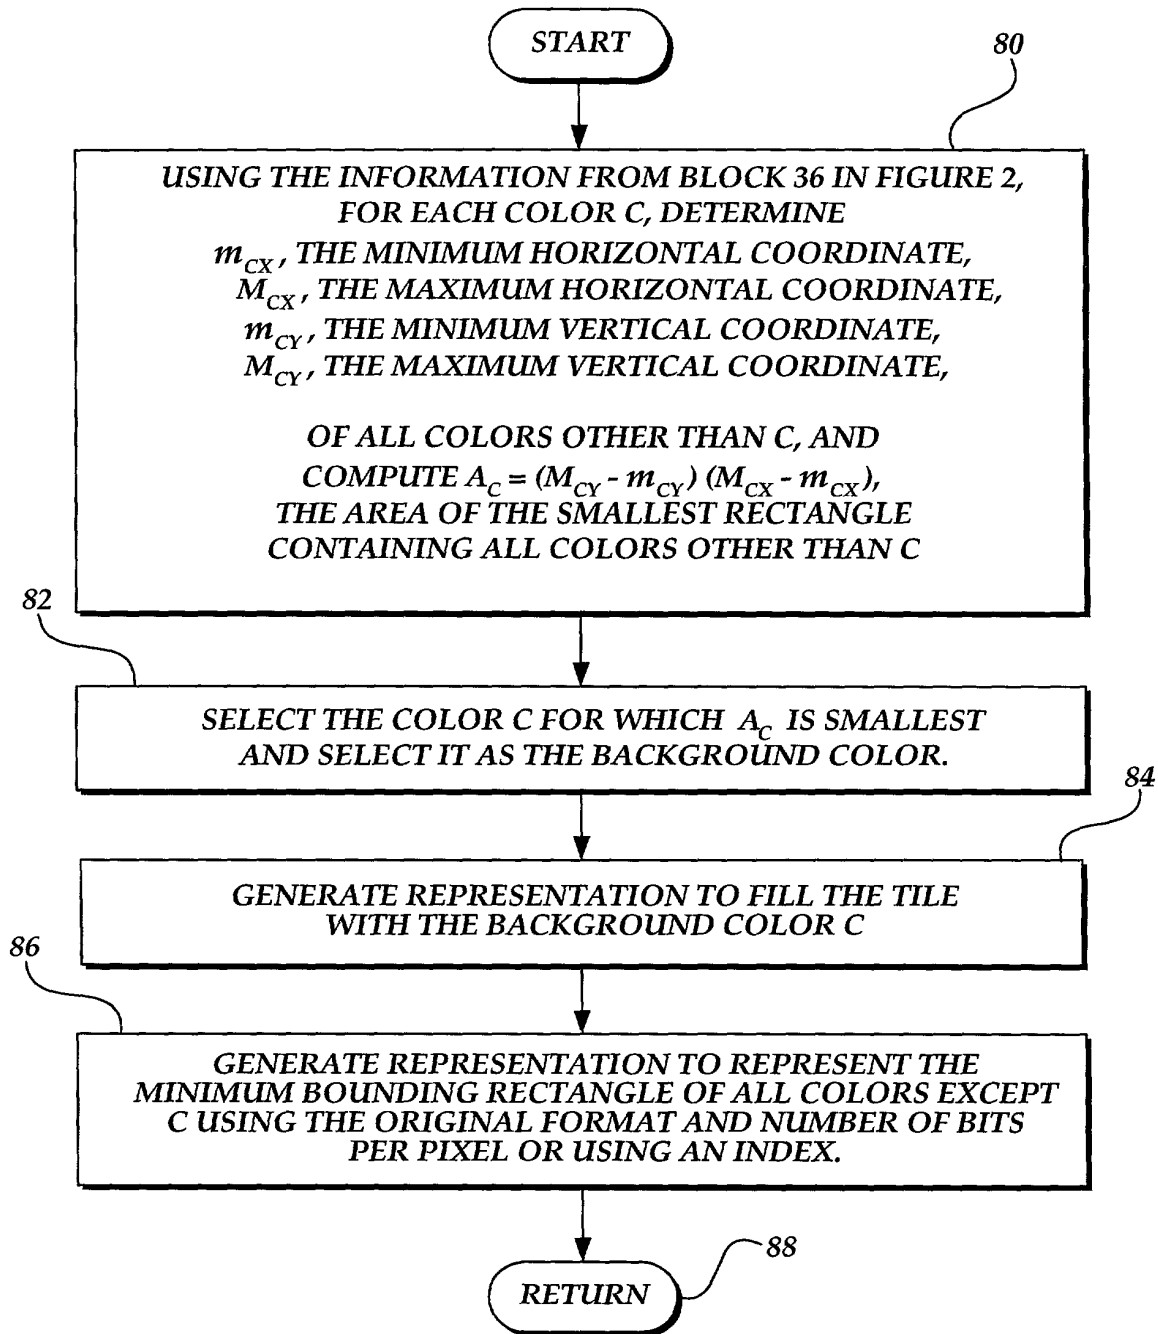 START
80
USING THE INFORMATION FROM BLOCK 36 IN FIGURE 2,
FOR EACH COLOR C, DETERMINE
m_CX, THE MINIMUM HORIZONTAL COORDINATE,
M_CX, THE MAXIMUM HORIZONTAL COORDINATE,
m_CY, THE MINIMUM VERTICAL COORDINATE,
M_CY, THE MAXIMUM VERTICAL COORDINATE,
OF ALL COLORS OTHER THAN C, AND
COMPUTE A_C = (M_CY - m_CY) (M_CX - m_CX),
THE AREA OF THE SMALLEST RECTANGLE
CONTAINING ALL COLORS OTHER THAN C
82
SELECT THE COLOR C FOR WHICH A_C IS SMALLEST
AND SELECT IT AS THE BACKGROUND COLOR.
84
GENERATE REPRESENTATION TO FILL THE TILE
WITH THE BACKGROUND COLOR C
86
GENERATE REPRESENTATION TO REPRESENT THE
MINIMUM BOUNDING RECTANGLE OF ALL COLORS EXCEPT
C USING THE ORIGINAL FORMAT AND NUMBER OF BITS
PER PIXEL OR USING AN INDEX.
88
RETURN